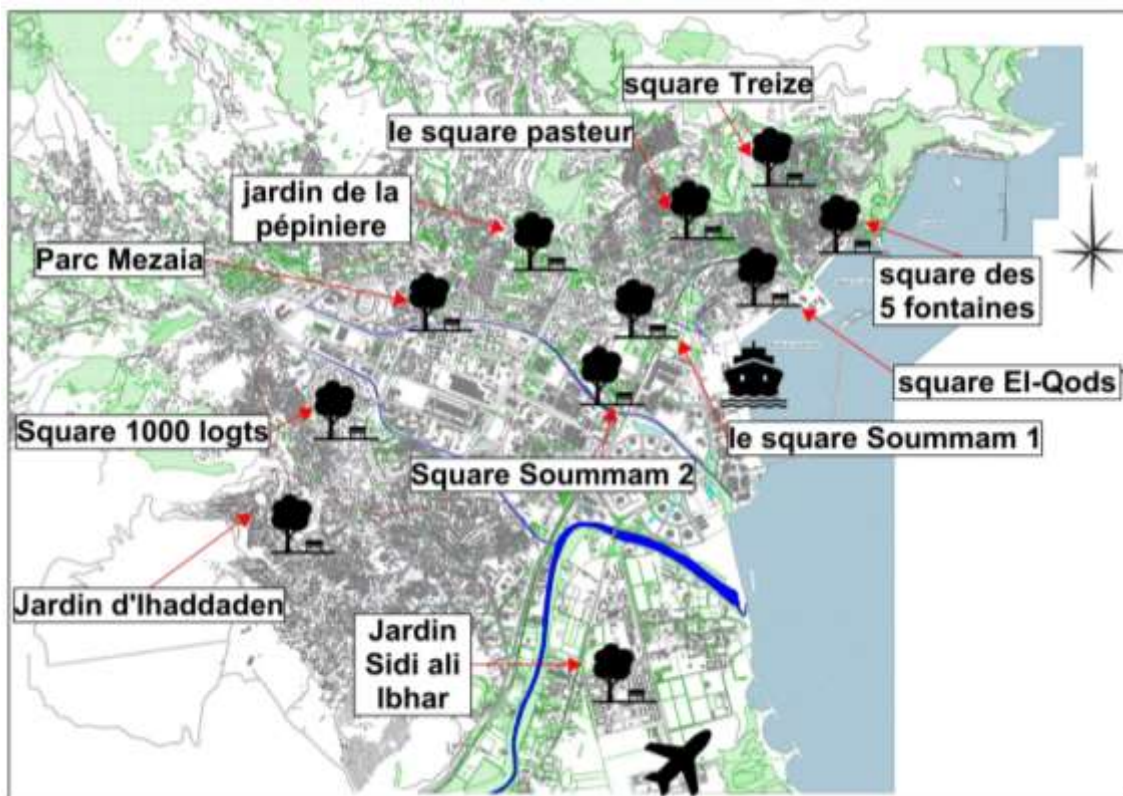 square Treize
le square pasteur
jardin de la
pépiniere
Parc Mezaia
square des
5 fontaines
square El-Qods
Square 1000 logts
le square Soummam 1
Square Soummam 2
Jardin d'Ihaddaden
Jardin
Sidi ali
Ibhar